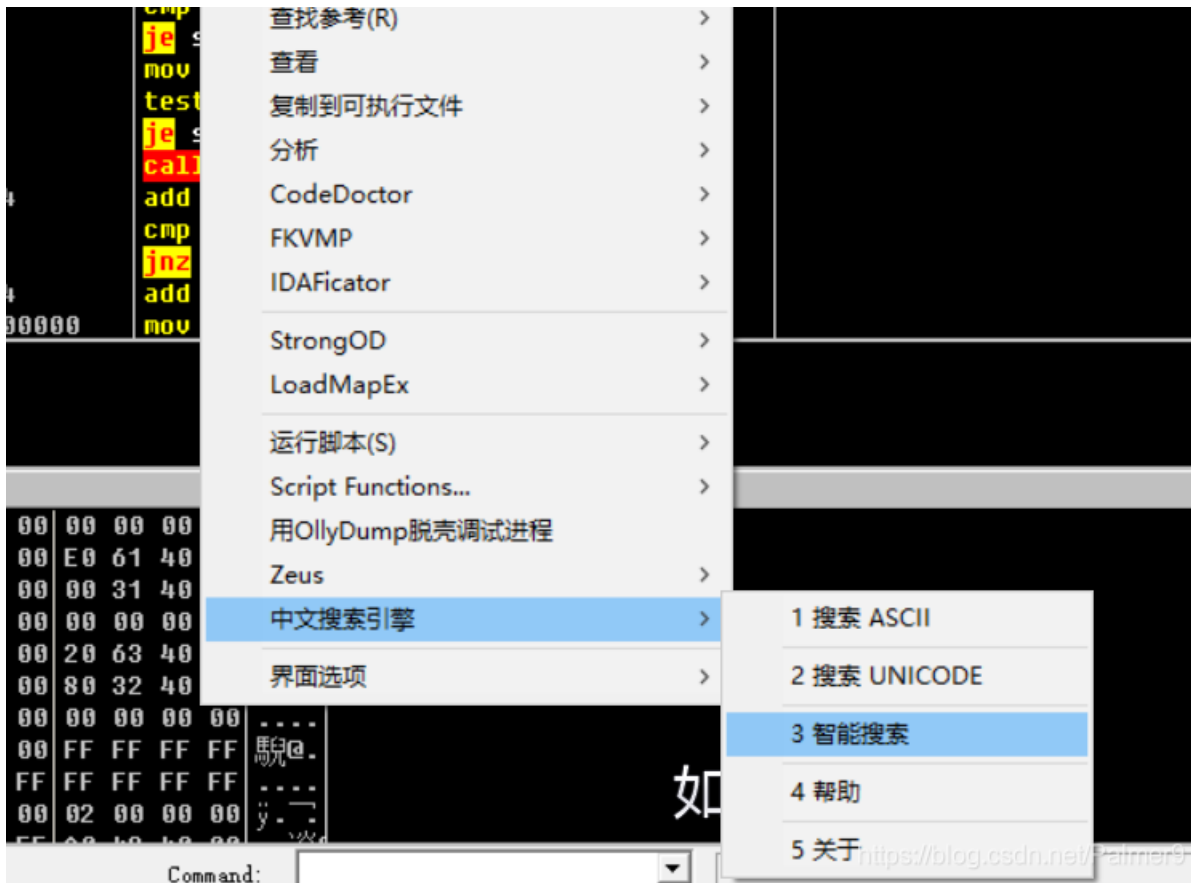 cmp
查找参考(R)
je s
mov
查看
test
复制到可执行文件
je s
分析
call
add
CodeDoctor
cmp
FKVMP
jnz
IDAFicator
add
00000
mov
StrongOD
LoadMapEx
运行脚本(S)
Script Functions...
00 00 00 00
用OllyDump脱壳调试进程
00 E0 61 40
Zeus
00 00 31 40
中文搜索引擎
1 搜索 ASCII
00 00 00 00
00 20 63 40
界面选项
2 搜索 UNICODE
00 80 32 40
00 00 00 00 00 ....
3 智能搜索
00 FF FF FF FF 騉@.
FF FF FF FF FF ....
如
4 帮助
00 02 00 00 00
5 关于
https://blog.csdn.net/Palmer9
Command: